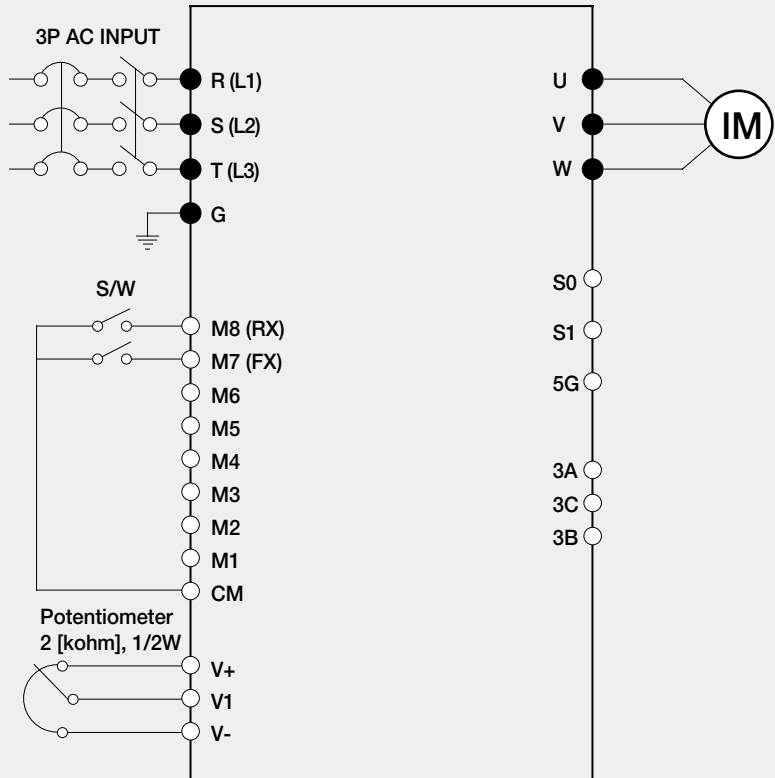 3P AC INPUT
R (L1)
S (L2)
T (L3)
G
U
V
W
IM
S/W
M8 (RX)
M7 (FX)
M6
M5
M4
M3
M2
M1
CM
S0
S1
5G
3A
3C
3B
Potentiometer
2 [kohm], 1/2W
V+
V1
V-